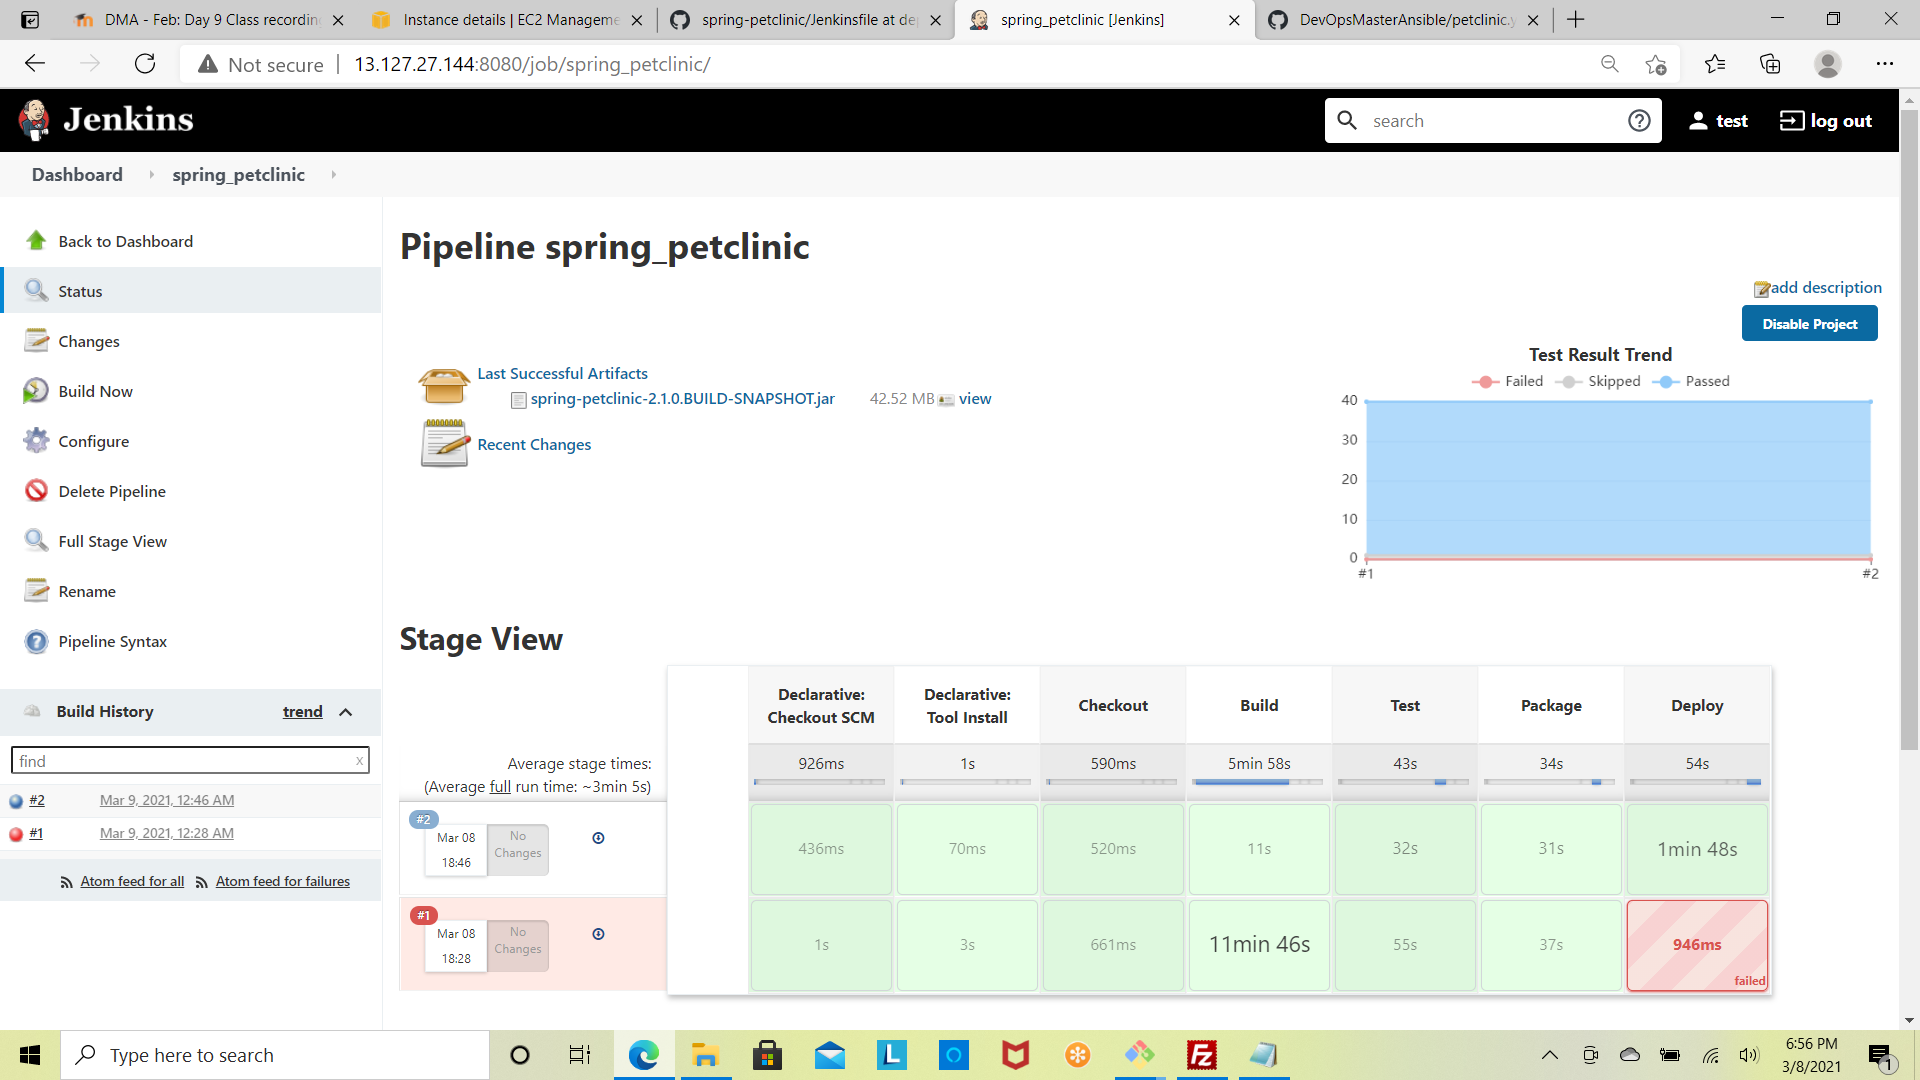 DMA - Feb: Day 9 Class recordin
Instance details | EC2 Manageme
spring-petclinic/Jenkinsfile at de
spring_petclinic [Jenkins]
DevOpsMasterAnsible/petclinic.y
Not secure
13.127.27.144:8080/job/spring_petclinic/
Jenkins
search
test
log out
Dashboard
spring_petclinic
Back to Dashboard
Status
Changes
Build Now
Configure
Delete Pipeline
Full Stage View
Rename
Pipeline Syntax
Build History
trend
find
x
#2
Mar 9, 2021, 12:46 AM
#1
Mar 9, 2021, 12:28 AM
Atom feed for all
Atom feed for failures
Pipeline spring_petclinic
add description
Disable Project
Last Successful Artifacts
spring-petclinic-2.1.0.BUILD-SNAPSHOT.jar
42.52 MB
view
Recent Changes
Test Result Trend
Failed
Skipped
Passed
40
30
20
10
0
#1
#2
Stage View
Declarative:
Checkout SCM
Declarative:
Tool Install
Checkout
Build
Test
Package
Deploy
Average stage times:
(Average full run time: ~3min 5s)
926ms
1s
590ms
5min 58s
43s
34s
54s
#2
Mar 08
18:46
No
Changes
436ms
70ms
520ms
11s
32s
31s
1min 48s
#1
Mar 08
18:28
No
Changes
1s
3s
661ms
11min 46s
55s
37s
946ms
failed
Type here to search
L
Fz
6:56 PM
3/8/2021
1